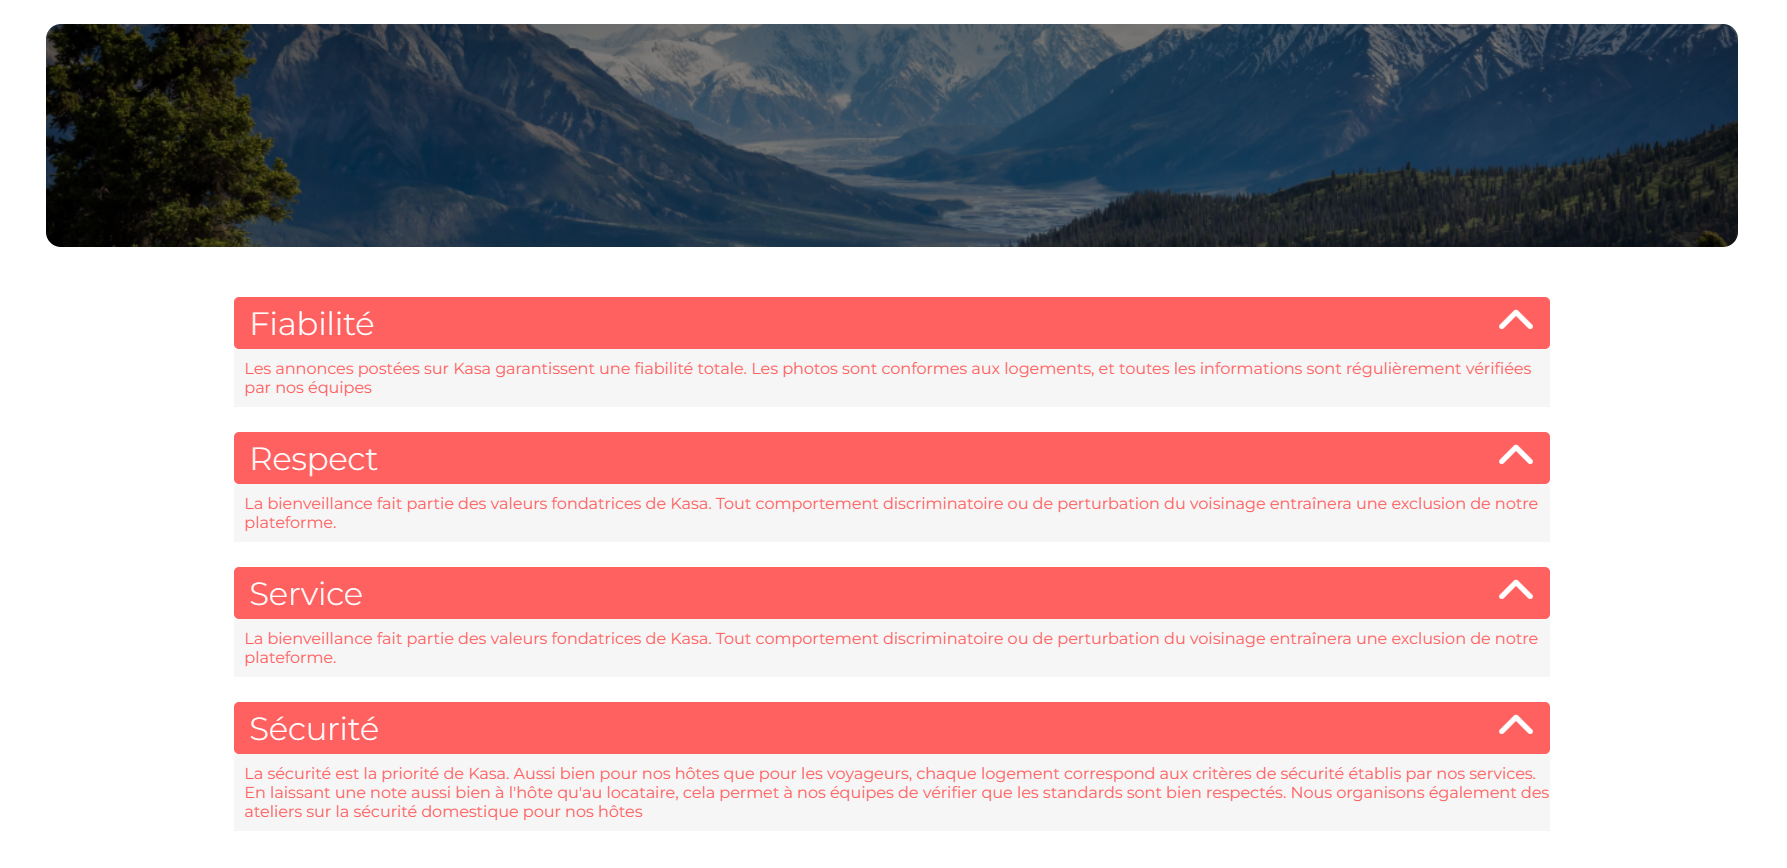 Fiabilité
Les annonces postées sur Kasa garantissent une fiabilité totale. Les photos sont conformes aux logements, et toutes les informations sont régulièrement vérifiées
par nos équipes
Respect
La bienveillance fait partie des valeurs fondatrices de Kasa. Tout comportement discriminatoire ou de perturbation du voisinage entraînera une exclusion de notre
plateforme.
Service
La bienveillance fait partie des valeurs fondatrices de Kasa. Tout comportement discriminatoire ou de perturbation du voisinage entraînera une exclusion de notre
plateforme.
Sécurité
La sécurité est la priorité de Kasa. Aussi bien pour nos hôtes que pour les voyageurs, chaque logement correspond aux critères de sécurité établis par nos services.
En laissant une note aussi bien à l'hôte qu'au locataire, cela permet à nos équipes de vérifier que les standards sont bien respectés. Nous organisons également des
ateliers sur la sécurité domestique pour nos hôtes